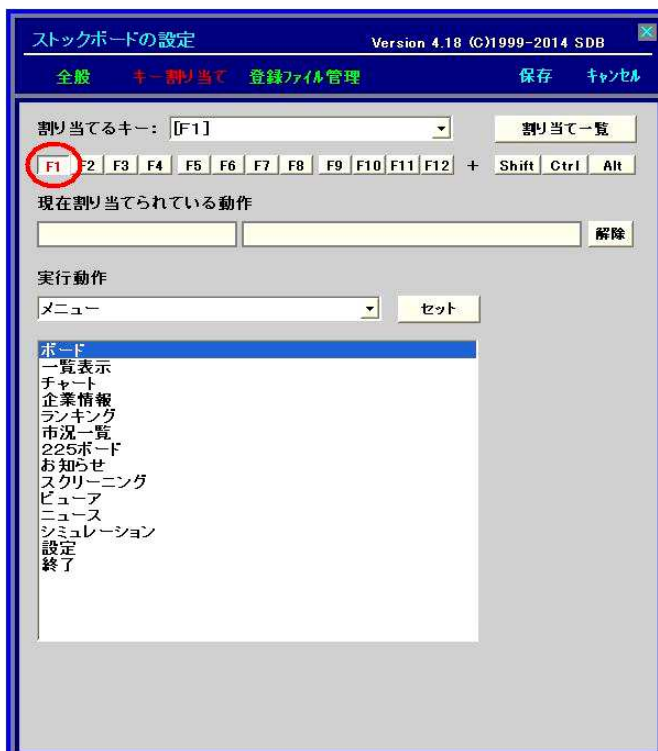 ストックボードの設定 Version 4.18 (C)1999-2014 SDB
全般 キー割り当て 登録ファイル管理 保存 キャンセル
割り当てるキー: [F1] 割り当て一覧
F1 F2 F3 F4 F5 F6 F7 F8 F9 F10 F11 F12 + Shift Ctrl Alt
現在割り当てられている動作
解除
実行動作
メニュー セット
ボード
一覧表示
チャート
企業情報
ランキング
市況一覧
225ボード
お知らせ
スクリーニング
ビューア
ニュース
シミュレーション
設定
終了